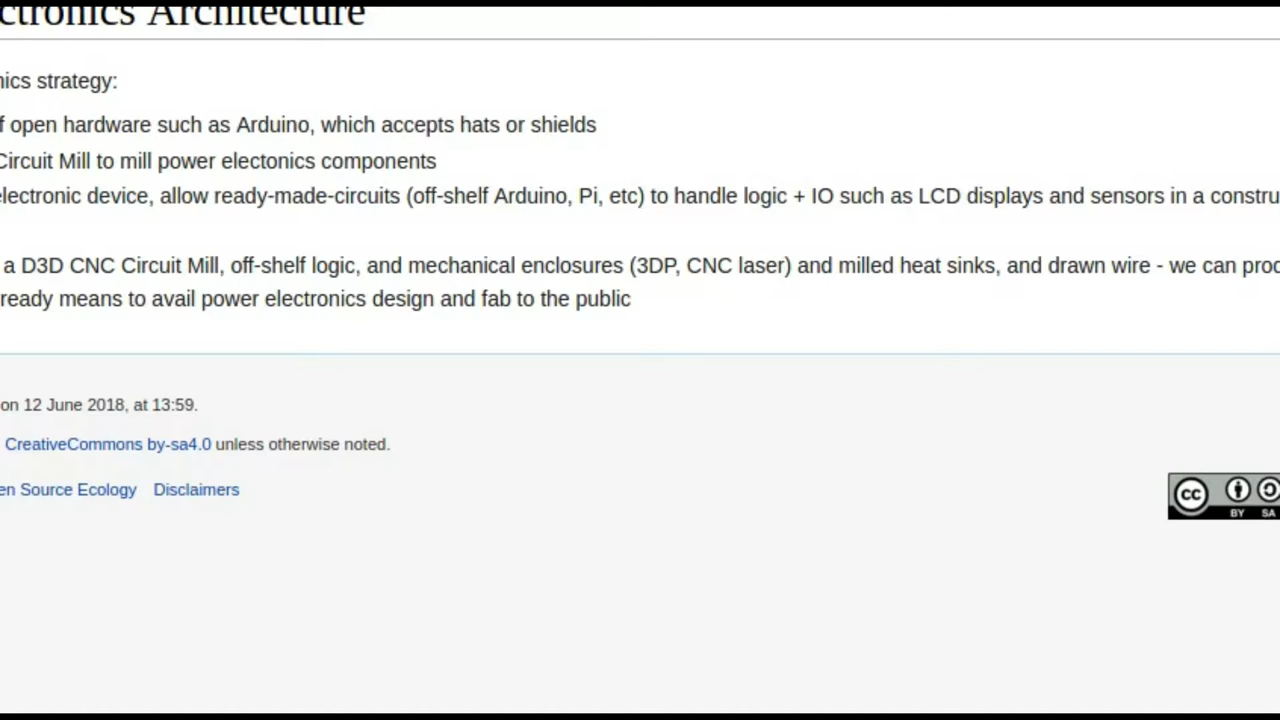 ctronics Architecture
nics strategy:
f open hardware such as Arduino, which accepts hats or shields
Circuit Mill to mill power electonics components
electronic device, allow ready-made-circuits (off-shelf Arduino, Pi, etc) to handle logic + IO such as LCD displays and sensors in a constru
a D3D CNC Circuit Mill, off-shelf logic, and mechanical enclosures (3DP, CNC laser) and milled heat sinks, and drawn wire - we can prod
ready means to avail power electronics design and fab to the public
on 12 June 2018, at 13:59.
CreativeCommons by-sa4.0 unless otherwise noted.
en Source Ecology Disclaimers
cc
BY SA